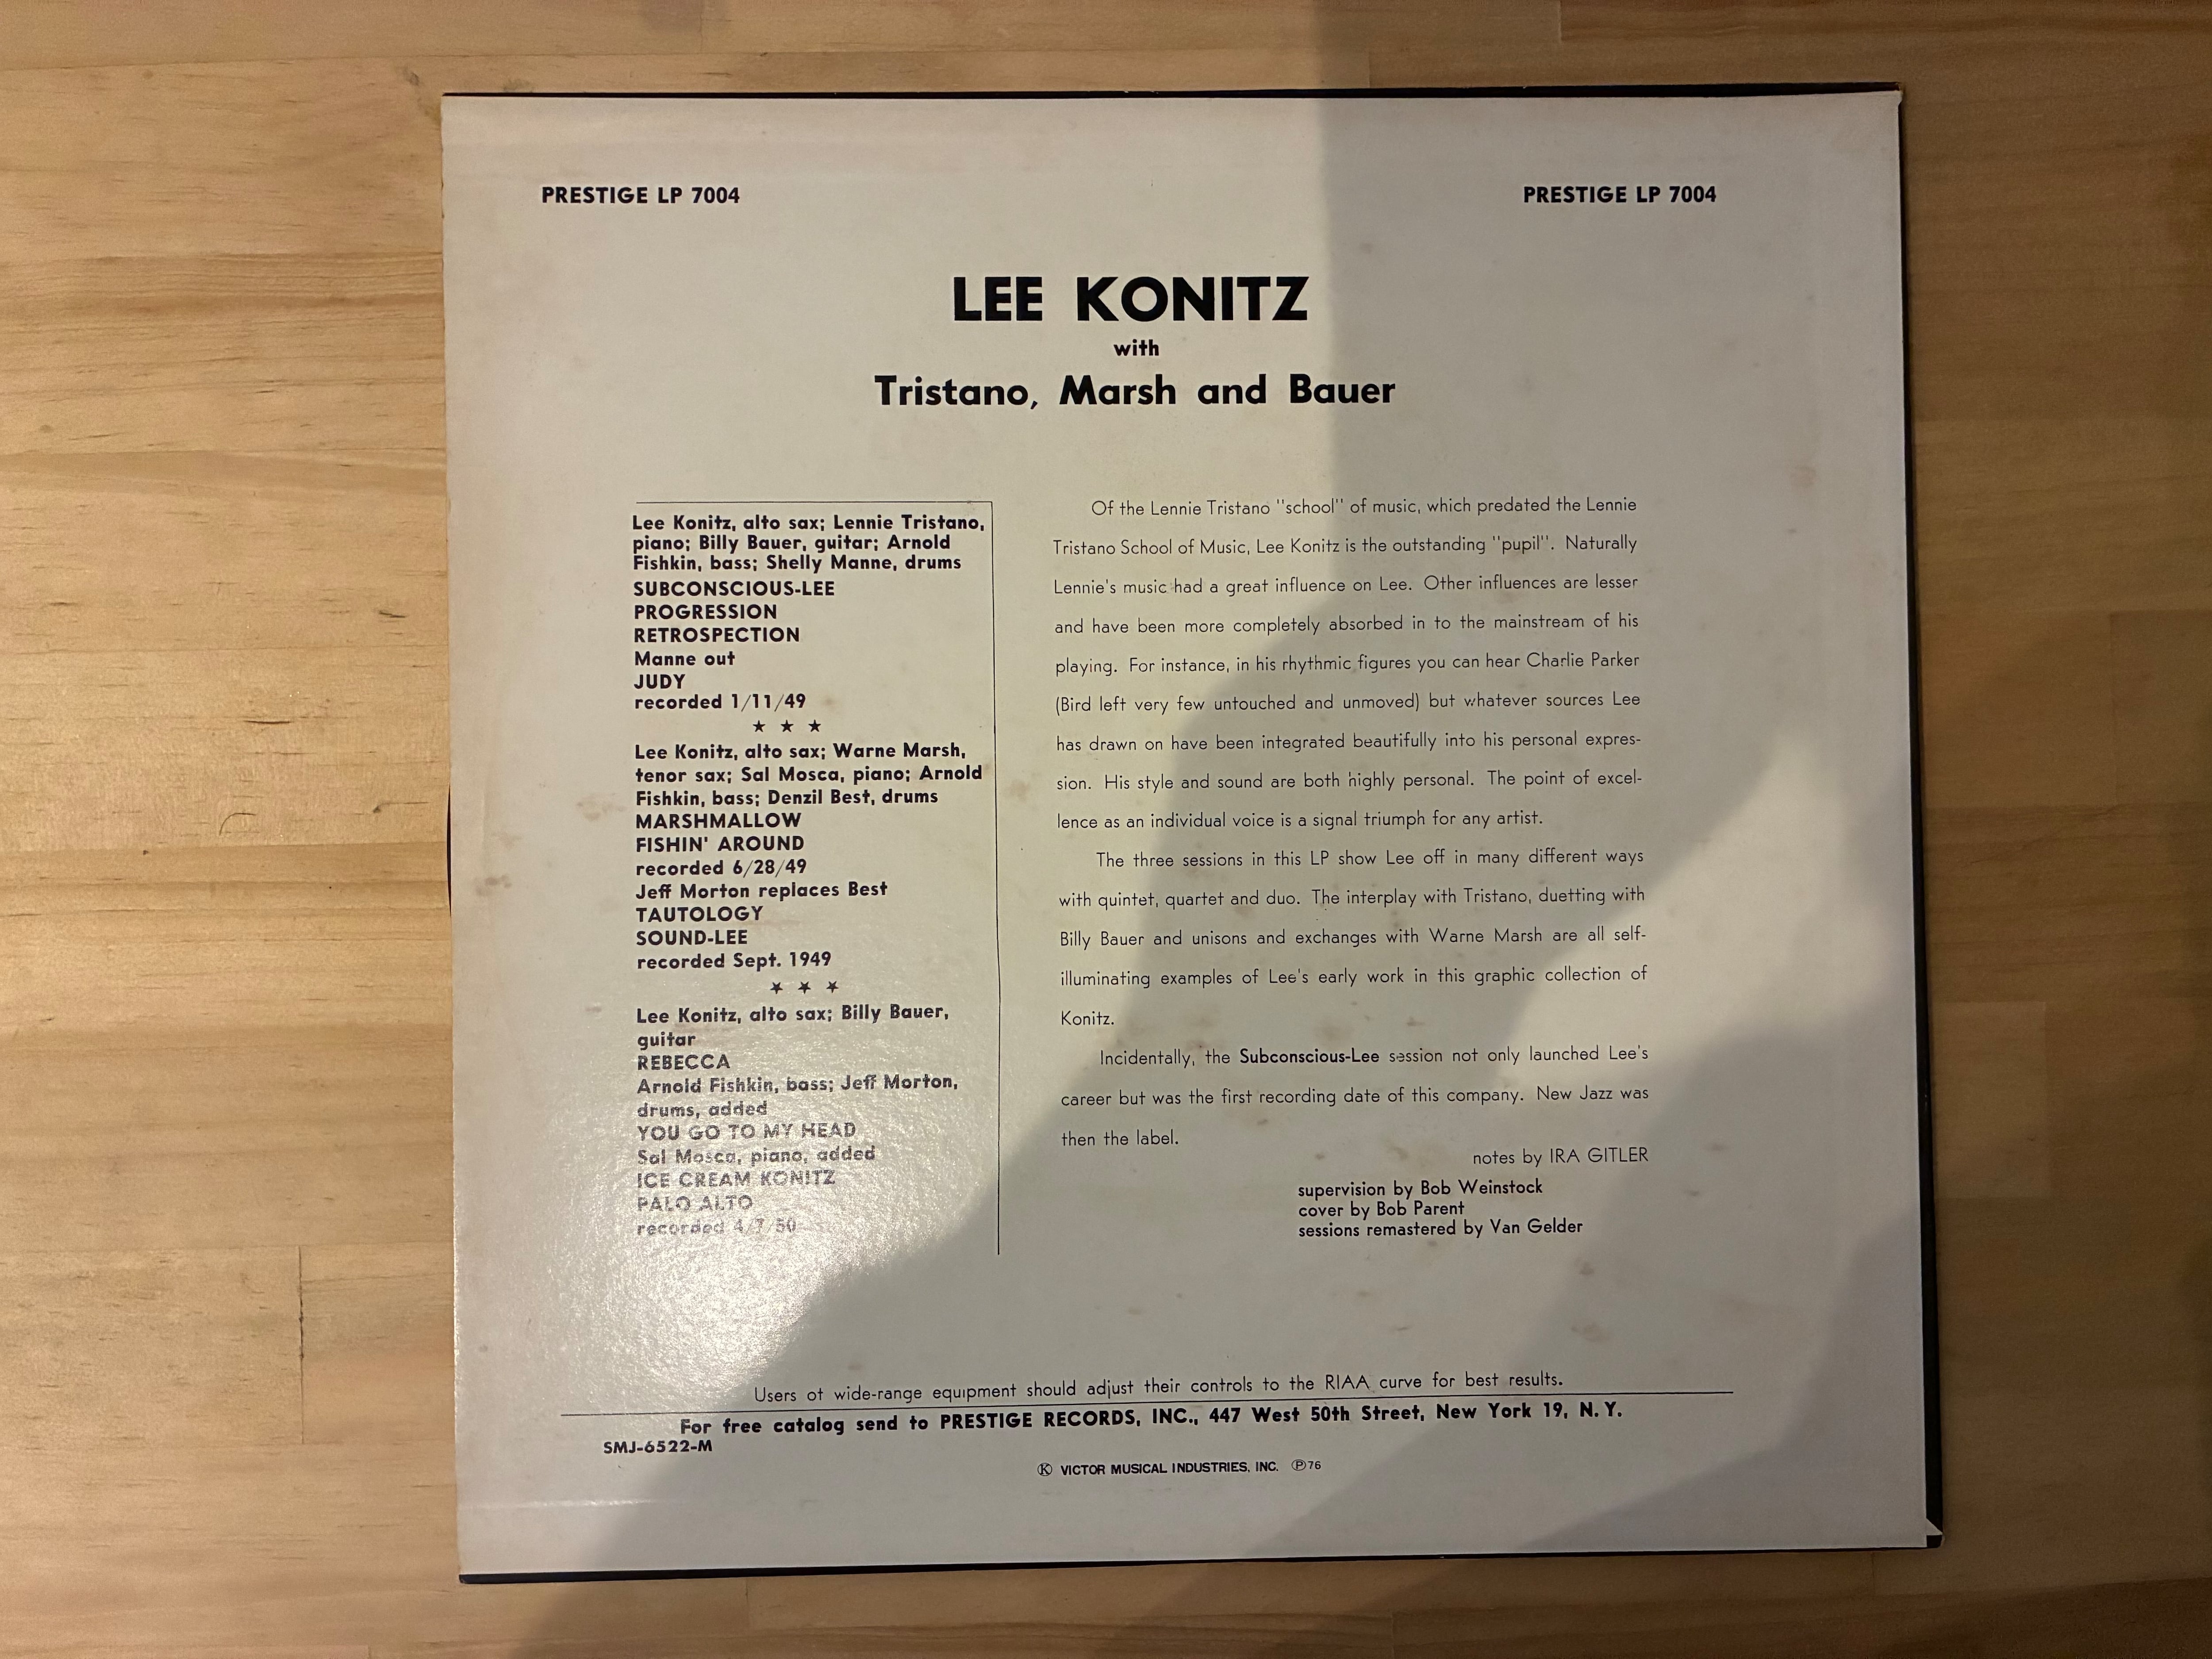 PRESTIGE LP 7004
PRESTIGE LP 7004
LEE KONITZ
with
Tristano, Marsh and Bauer
Lee Konitz, alto sax; Lennie Tristano,
piano; Billy Bauer, guitar; Arnold
Fishkin, bass; Shelly Manne, drums
SUBCONSCIOUS-LEE
PROGRESSION
RETROSPECTION
Manne out
JUDY
recorded 1/11/49
★ ★ ★
Lee Konitz, alto sax; Warne Marsh,
tenor sax; Sal Mosca, piano; Arnold
Fishkin, bass; Denzil Best, drums
MARSHMALLOW
FISHIN' AROUND
recorded 6/28/49
Jeff Morton replaces Best
TAUTOLOGY
SOUND-LEE
recorded Sept. 1949
★ ★ ★
Lee Konitz, alto sax; Billy Bauer,
guitar
REBECCA
Arnold Fishkin, bass; Jeff Morton,
drums, added
YOU GO TO MY HEAD
Sal Mosca, piano, added
ICE CREAM KONITZ
PALO ALTO
recorded 4/7/50
Of the Lennie Tristano "school" of music, which predated the Lennie
Tristano School of Music, Lee Konitz is the outstanding "pupil". Naturally
Lennie's music had a great influence on Lee. Other influences are lesser
and have been more completely absorbed in to the mainstream of his
playing. For instance, in his rhythmic figures you can hear Charlie Parker
(Bird left very few untouched and unmoved) but whatever sources Lee
has drawn on have been integrated beautifully into his personal expres-
sion. His style and sound are both highly personal. The point of excel-
lence as an individual voice is a signal triumph for any artist.
The three sessions in this LP show Lee off in many different ways
with quintet, quartet and duo. The interplay with Tristano, duetting with
Billy Bauer and unisons and exchanges with Warne Marsh are all self-
illuminating examples of Lee's early work in this graphic collection of
Konitz.
Incidentally, the Subconscious-Lee session not only launched Lee's
career but was the first recording date of this company. New Jazz was
then the label.
notes by IRA GITLER
supervision by Bob Weinstock
cover by Bob Parent
sessions remastered by Van Gelder
Users of wide-range equipment should adjust their controls to the RIAA curve for best results.
For free catalog send to PRESTIGE RECORDS, INC., 447 West 50th Street, New York 19, N.Y.
SMJ-6522-M
Ⓚ VICTOR MUSICAL INDUSTRIES, INC. Ⓟ76